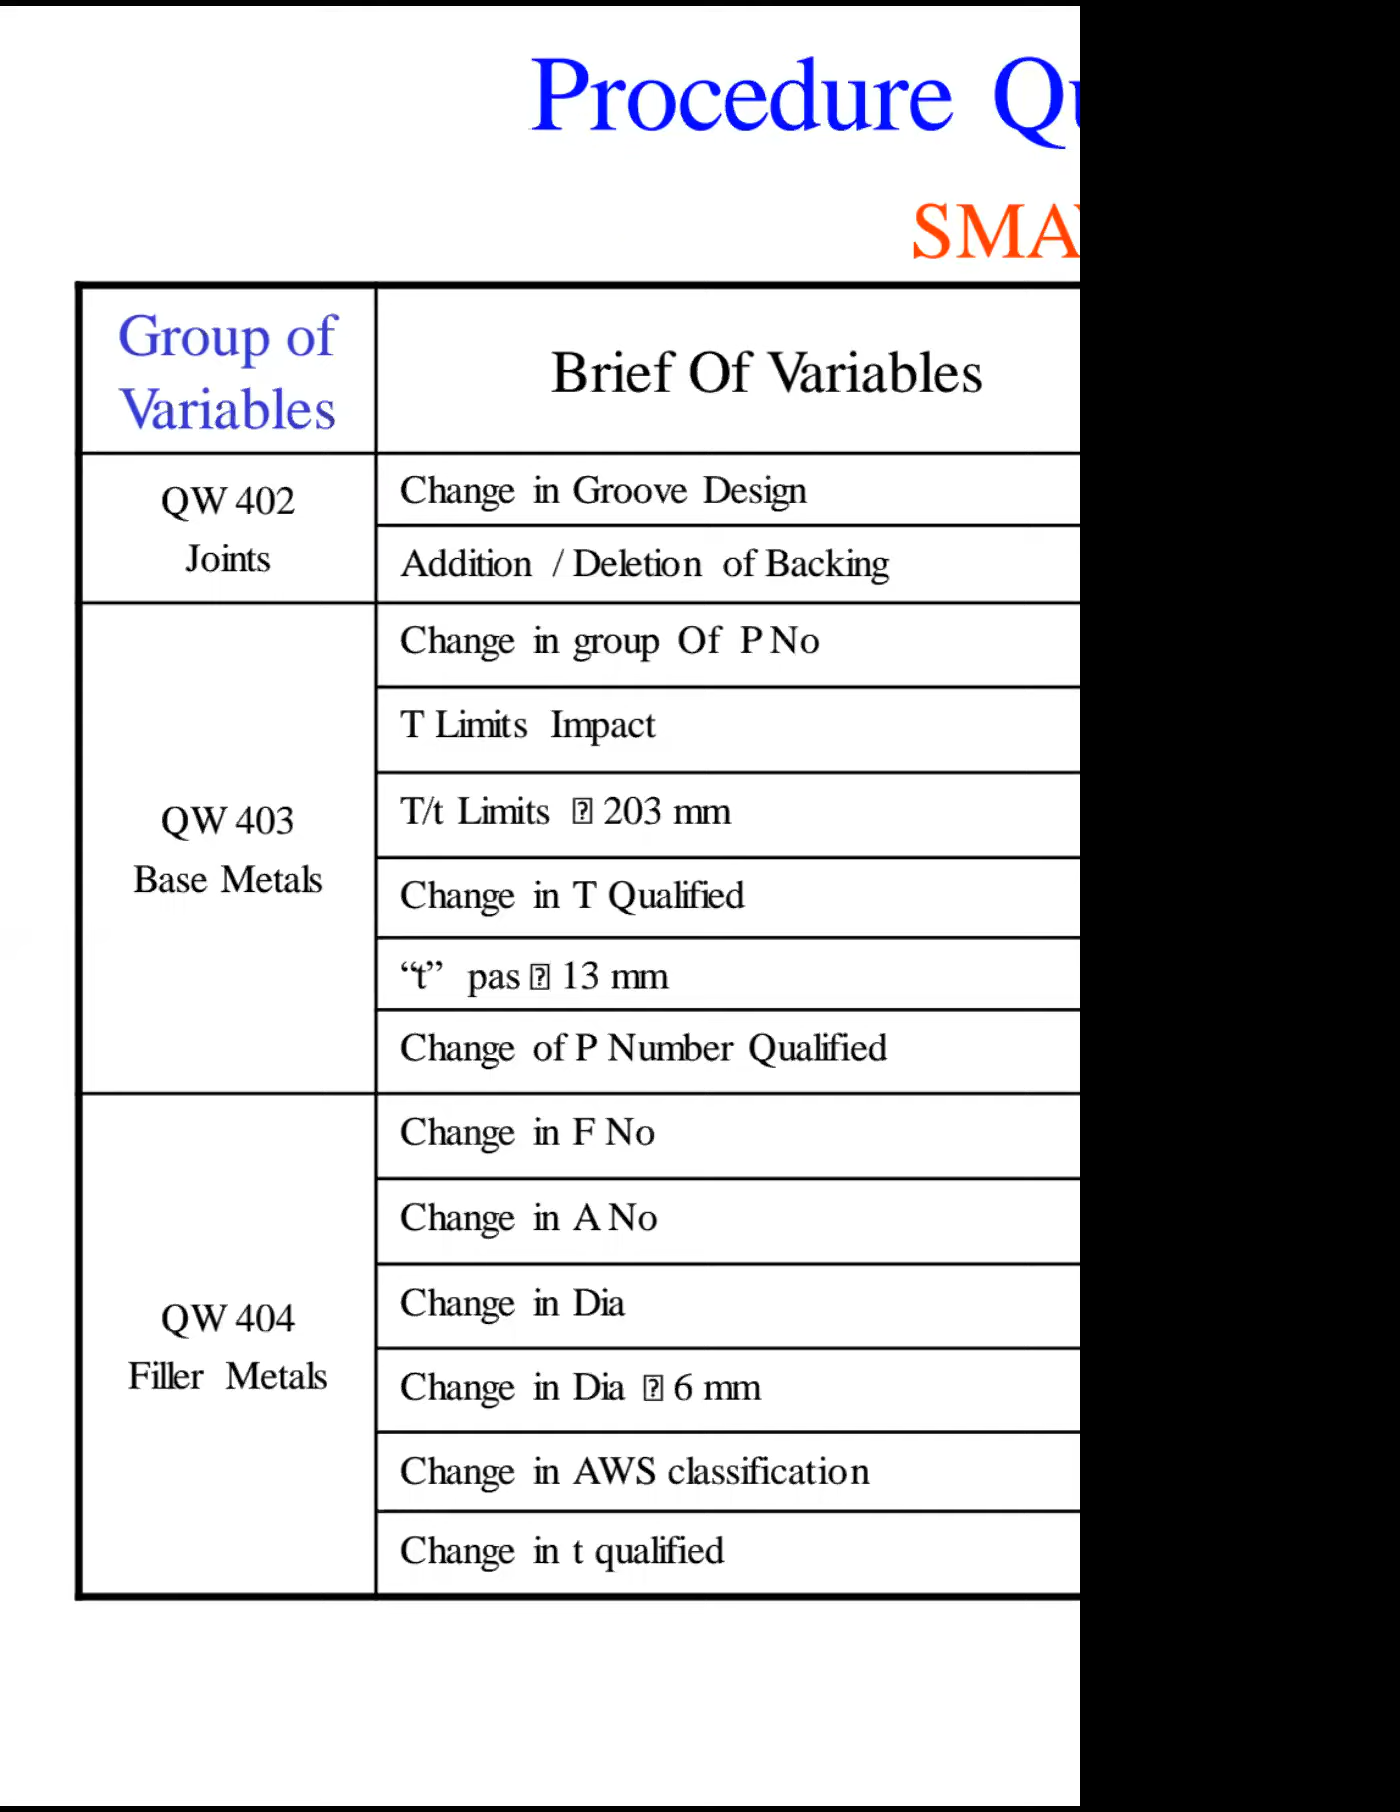 Procedure Qu
SMA
Group of
Variables
Brief Of Variables
QW 402
Joints
Change in Groove Design
Addition / Deletion of Backing
QW 403
Base Metals
Change in group Of P No
T Limits Impact
T/t Limits ⍰ 203 mm
Change in T Qualified
“t” pas ⍰ 13 mm
Change of P Number Qualified
QW 404
Filler Metals
Change in F No
Change in A No
Change in Dia
Change in Dia ⍰ 6 mm
Change in AWS classification
Change in t qualified